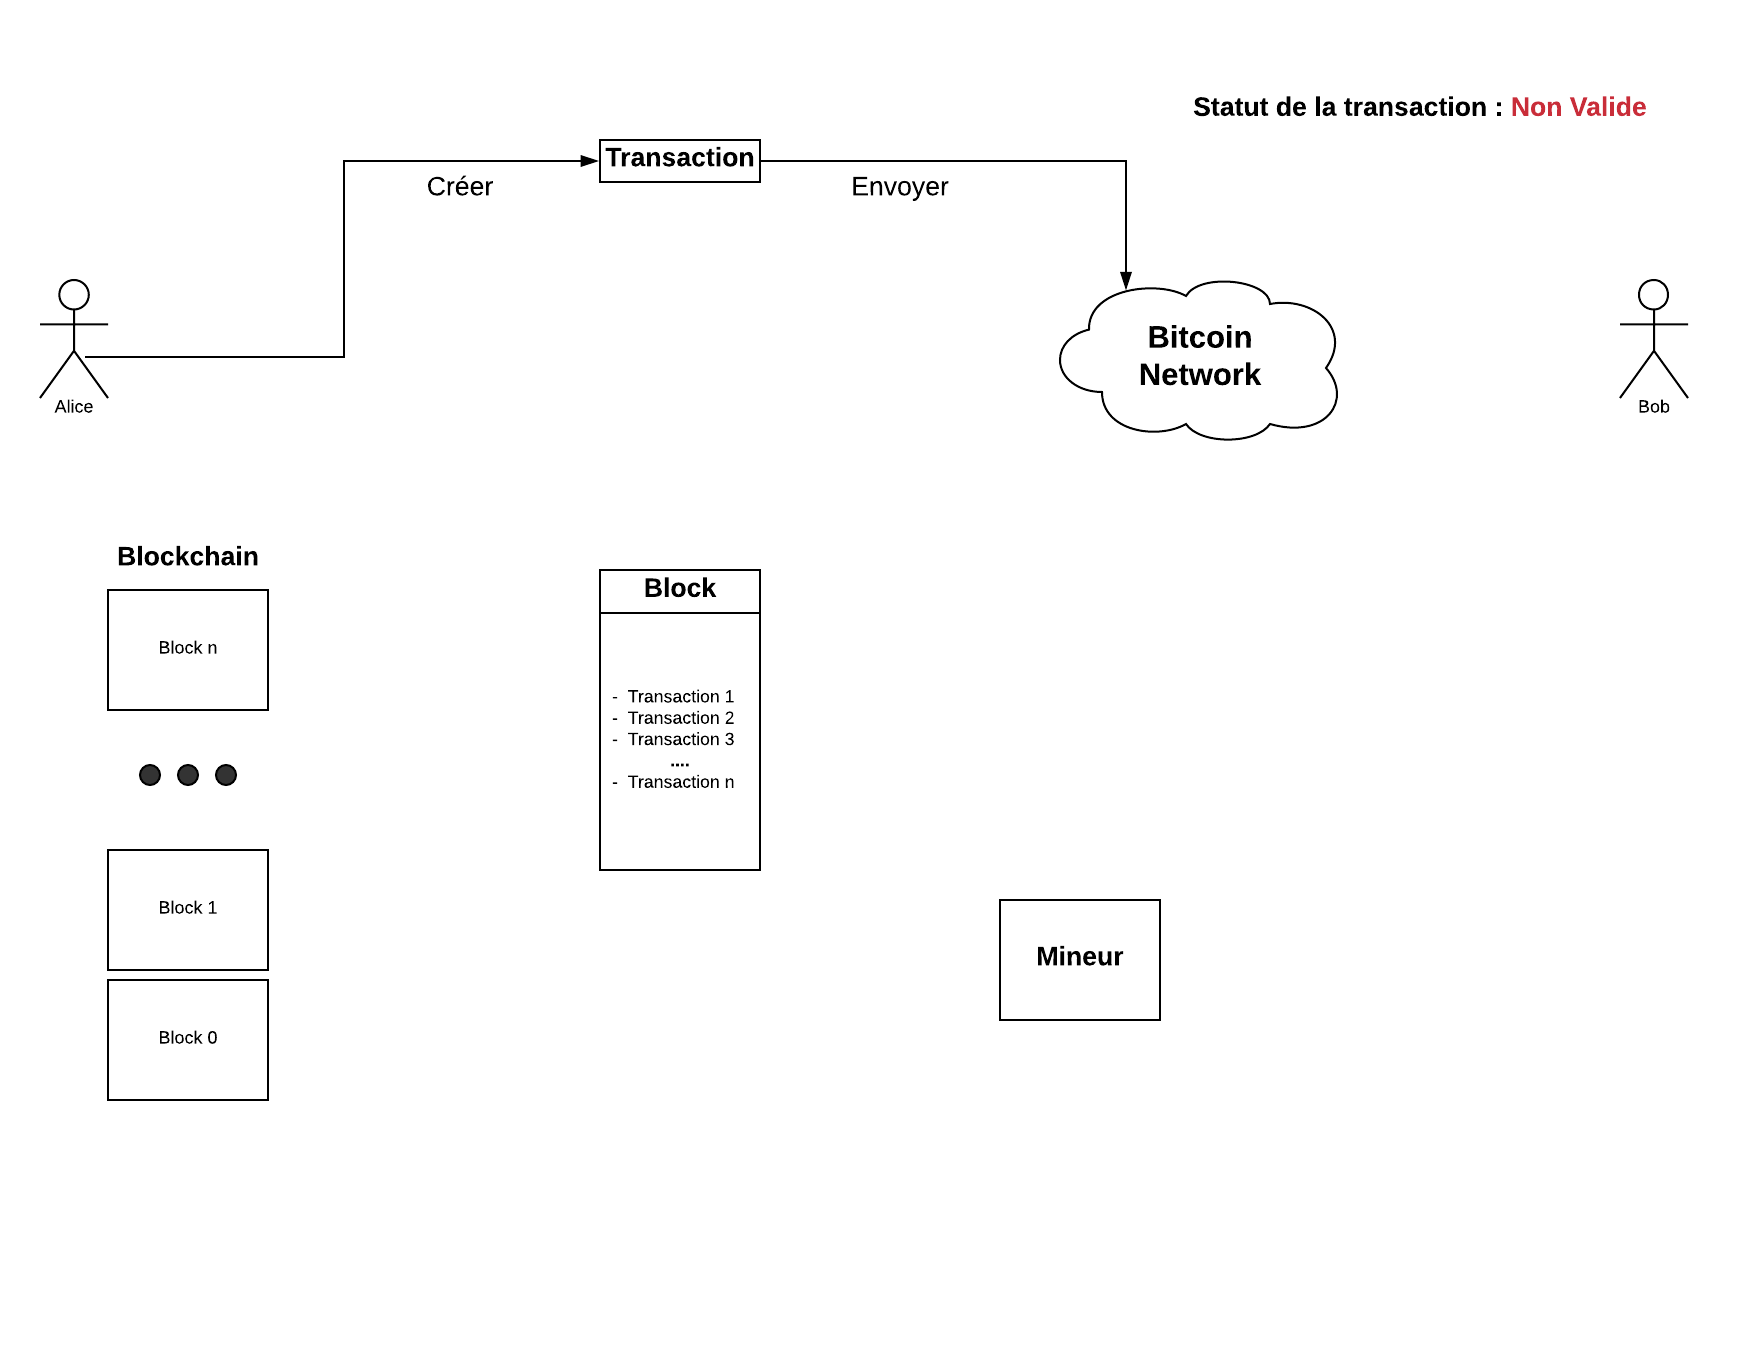 Statut de la transaction : Non Valide
Transaction
Créer
Envoyer
Bitcoin
Network
Alice
Bob
Blockchain
Block n
Block 1
Block 0
Block
- Transaction 1
- Transaction 2
- Transaction 3
....
- Transaction n
Mineur